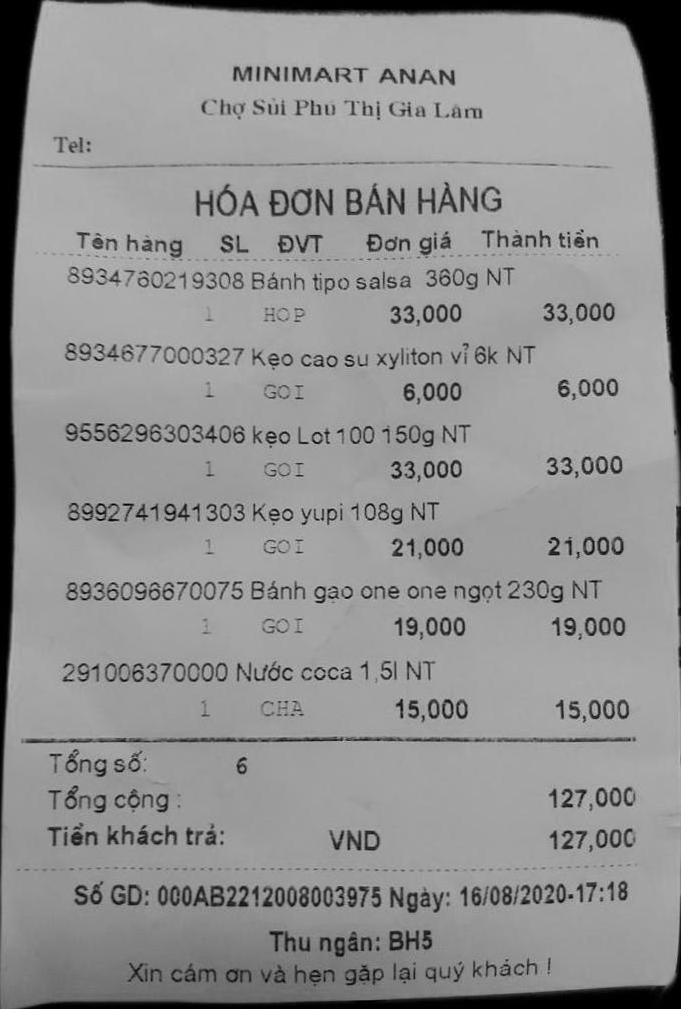 MINIMART ANAN
Chợ Sủi Phú Thị Gia Lâm
Tel:
HÓA ĐƠN BÁN HÀNG
Tên hàng SL ĐVT Đơn giá Thành tiền
8934760219308 Bánh tipo salsa 360g NT
1 HOP 33,000 33,000
8934677000327 Kẹo cao su xyliton vỉ 6k NT
1 GOI 6,000 6,000
9556296303406 kẹo Lot 100 150g NT
1 GOI 33,000 33,000
8992741941303 Kẹo yupi 108g NT
1 GOI 21,000 21,000
8936096670075 Bánh gạo one one ngọt 230g NT
1 GOI 19,000 19,000
291006370000 Nước coca 1,5l NT
1 CHA 15,000 15,000
Tổng số: 6
Tổng cộng : 127,000
Tiền khách trả: VND 127,000
Số GD: 000AB2212008003975 Ngày: 16/08/2020-17:18
Thu ngân: BH5
Xin cám ơn và hẹn gặp lại quý khách !